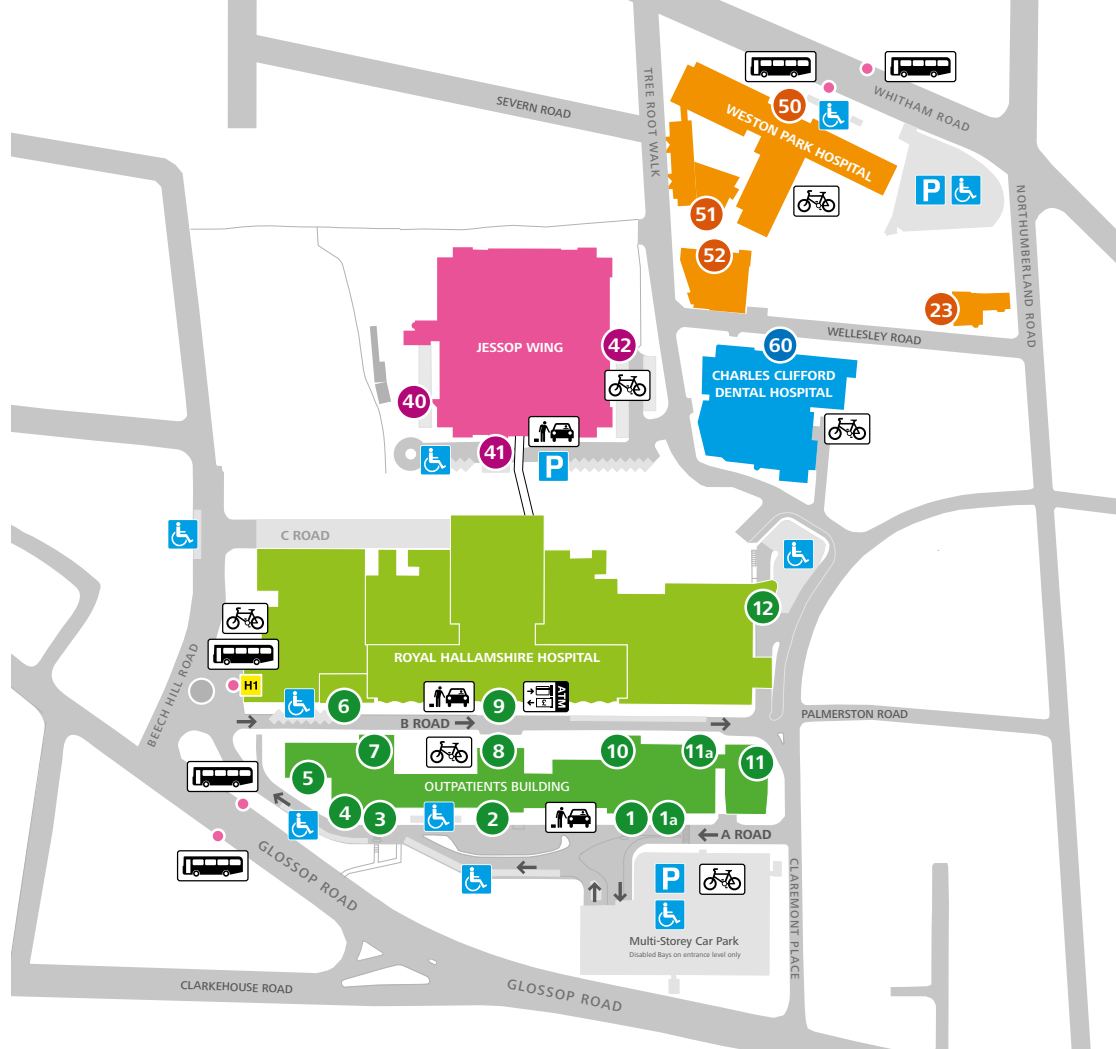 SEVERN ROAD
TREE ROOT WALK
WHITHAM ROAD
50
WESTON PARK HOSPITAL
P
51
52
NORTHUMBERLAND ROAD
23
WELLESLEY ROAD
JESSOP WING
42
60
CHARLES CLIFFORD
DENTAL HOSPITAL
40
41
P
C ROAD
12
BEECH HILL ROAD
ROYAL HALLAMSHIRE HOSPITAL
H1
ATM
£
6
9
B ROAD
PALMERSTON ROAD
7
8
10
11a
11
5
OUTPATIENTS BUILDING
4
3
2
1
1a
A ROAD
GLOSSOP ROAD
P
CLAREMONT PLACE
Multi-Storey Car Park
Disabled Bays on entrance level only
CLARKEHOUSE ROAD
GLOSSOP ROAD